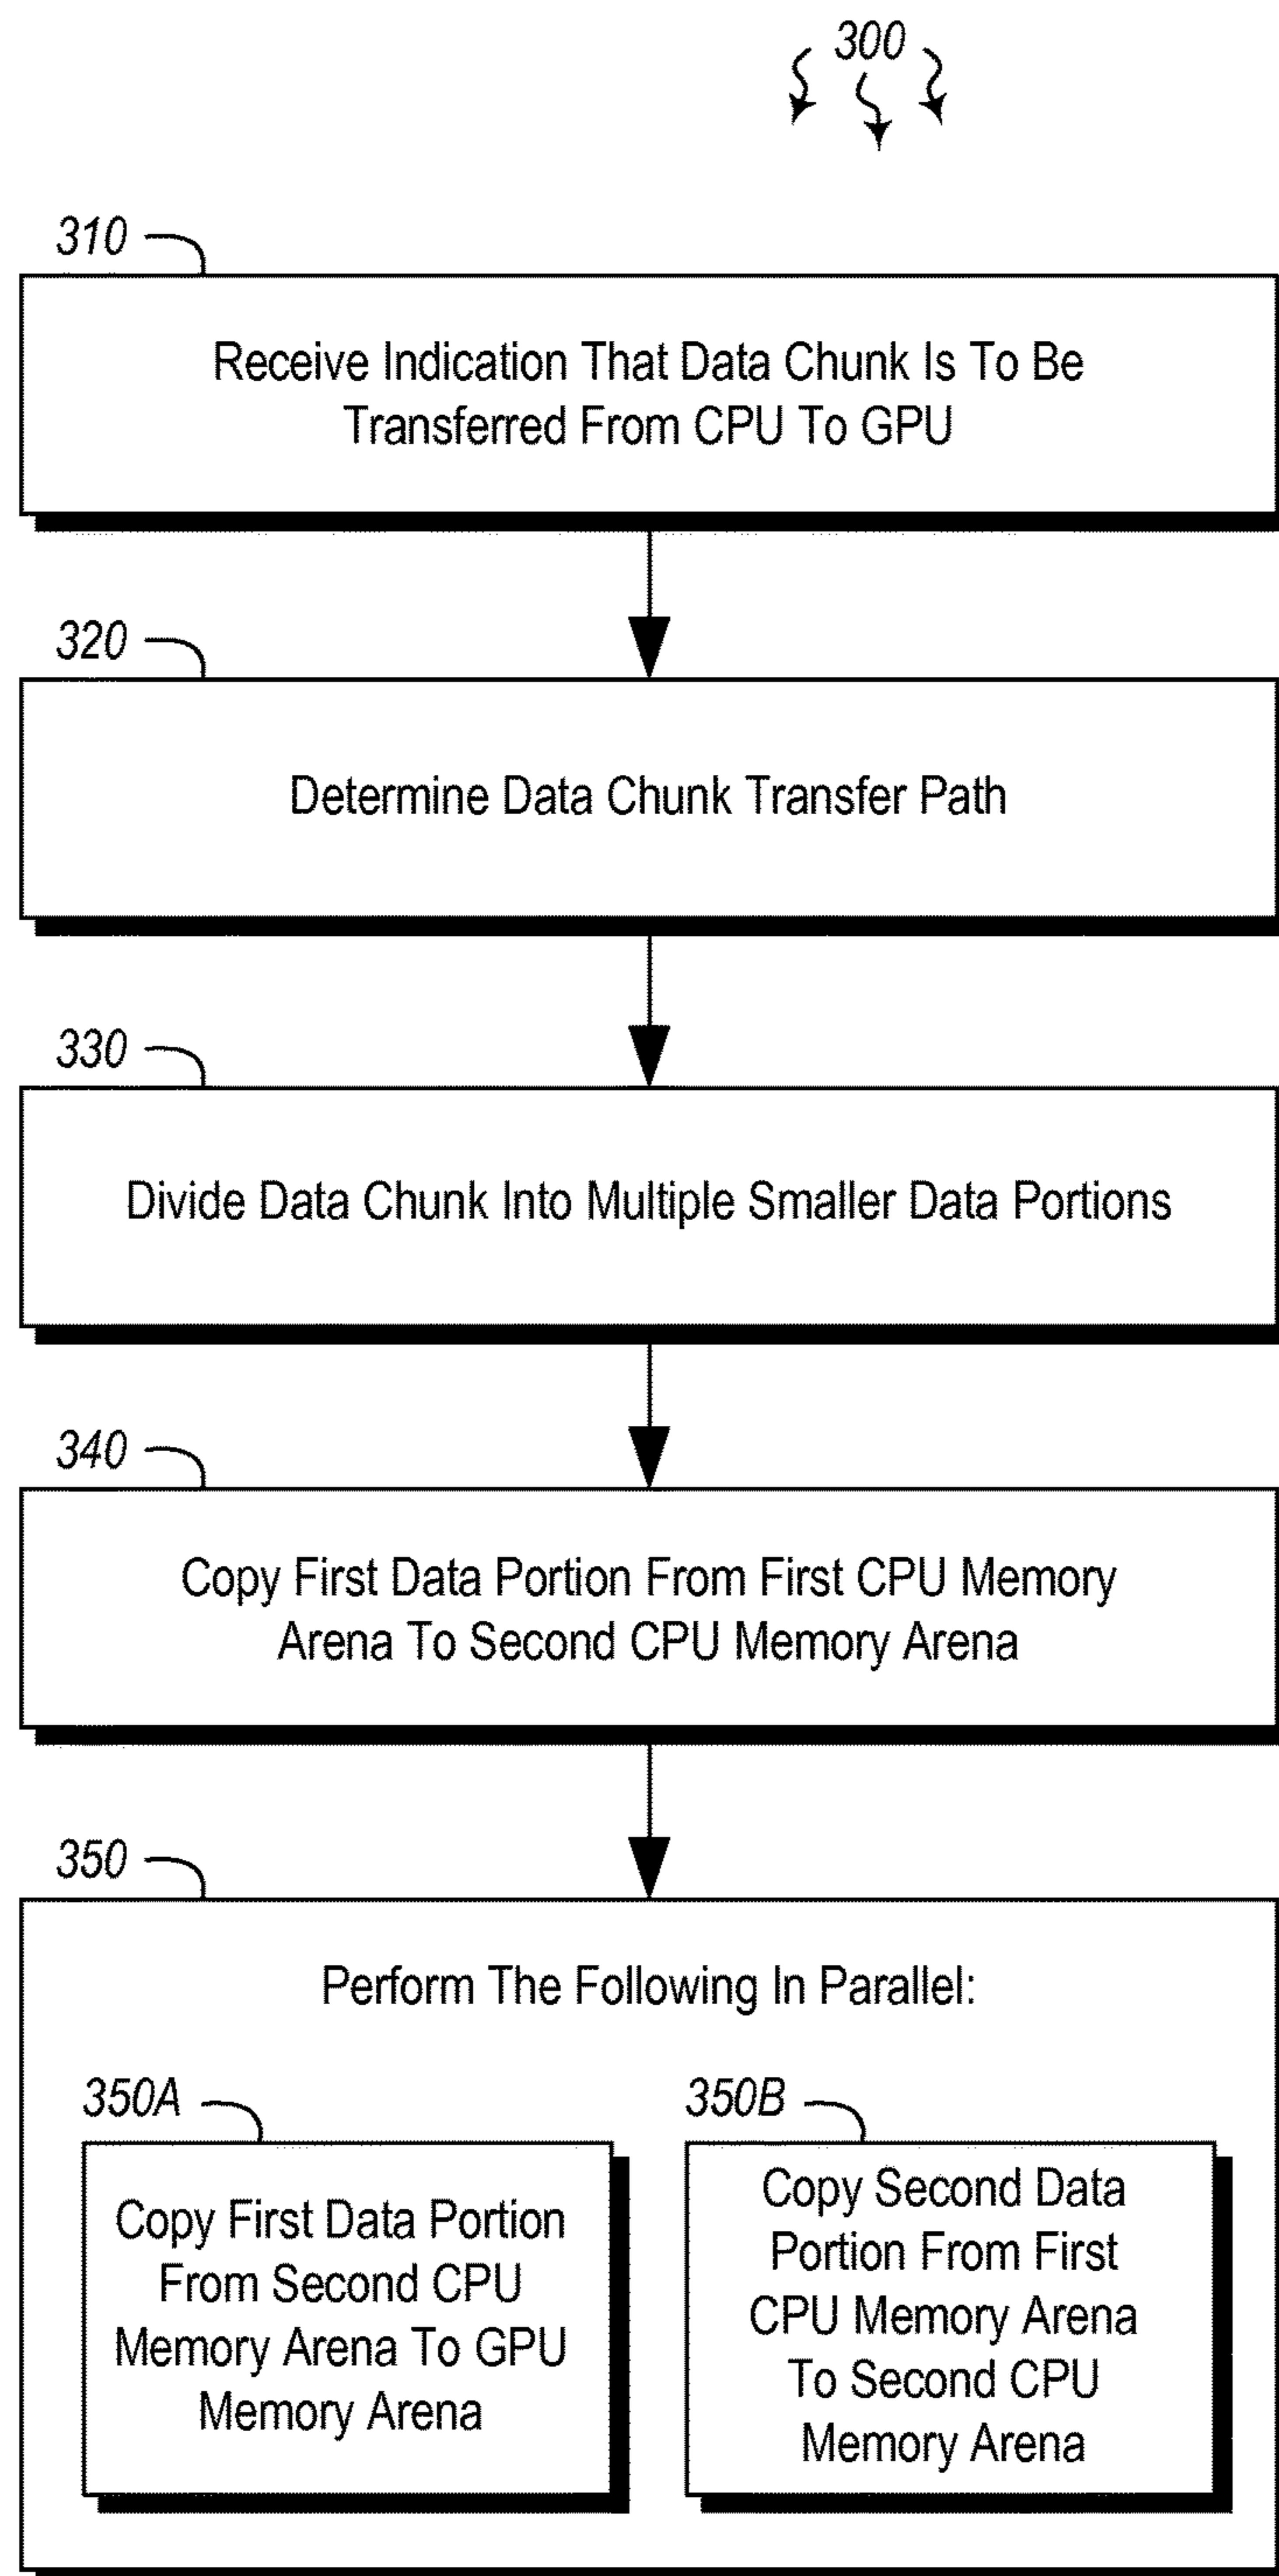 300
310
Receive Indication That Data Chunk Is To Be
Transferred From CPU To GPU
320
Determine Data Chunk Transfer Path
330
Divide Data Chunk Into Multiple Smaller Data Portions
340
Copy First Data Portion From First CPU Memory
Arena To Second CPU Memory Arena
350
Perform The Following In Parallel:
350A
Copy First Data Portion
From Second CPU
Memory Arena To GPU
Memory Arena
350B
Copy Second Data
Portion From First
CPU Memory Arena
To Second CPU
Memory Arena